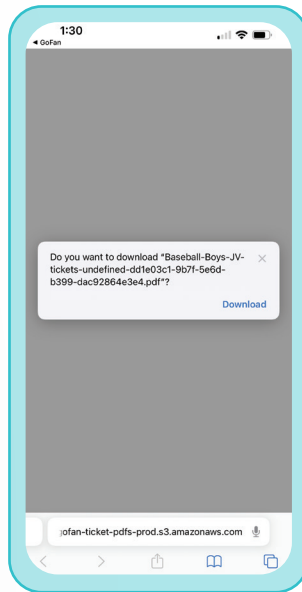 1:30
◀ GoFan
Do you want to download "Baseball-Boys-JV-
tickets-undefined-dd1e03c1-9b7f-5e6d-
b399-dac92864e3e4.pdf"?
Download
gofan-ticket-pdfs-prod.s3.amazonaws.com